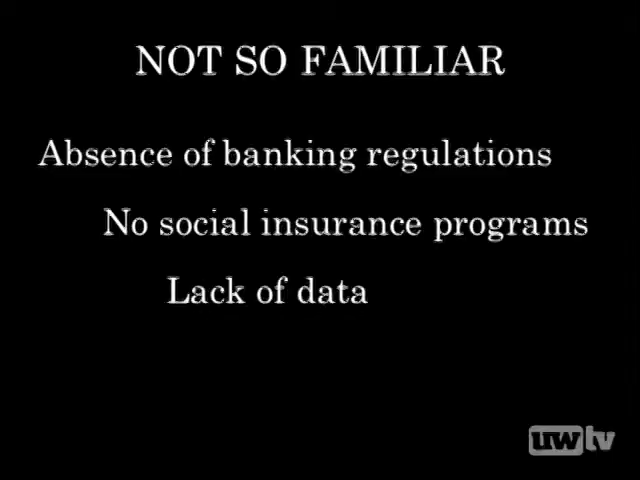 NOT SO FAMILIAR
Absence of banking regulations
No social insurance programs
Lack of data
uwtv